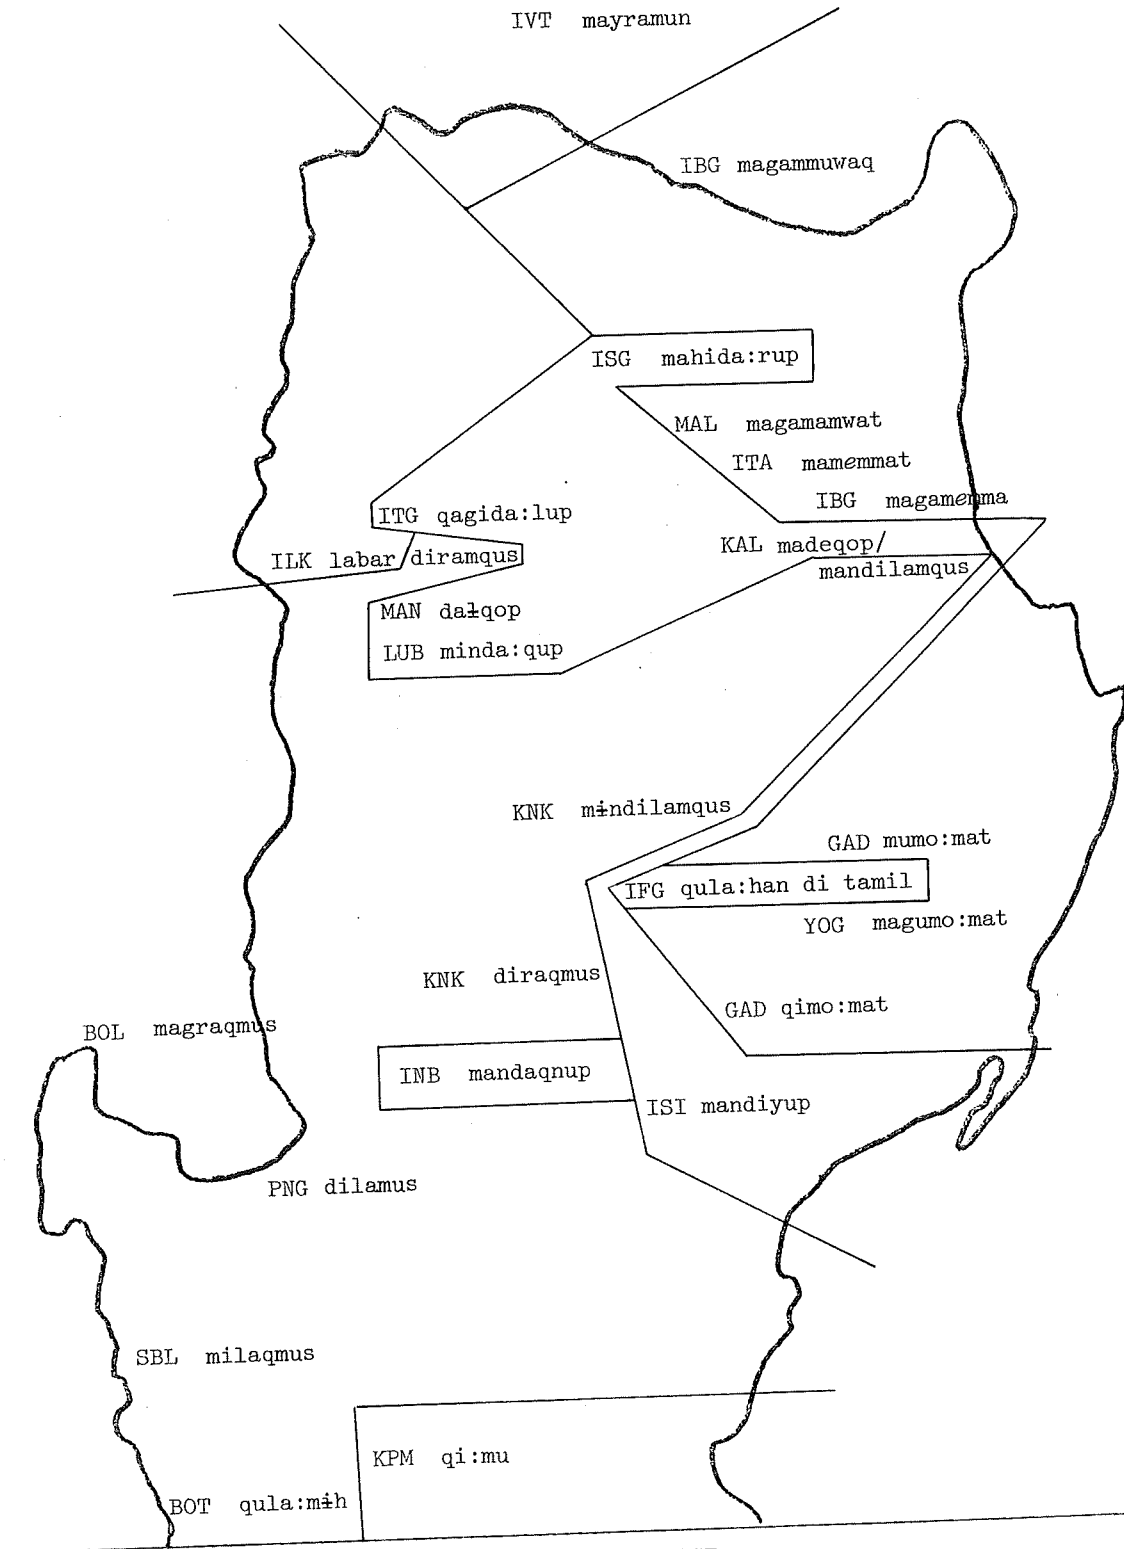 IVT mayramun
IBG magammuwaq
ISG mahida:rup
MAL magamamwat
ITA mamemmat
IBG magamemma
ITG qagida:lup
KAL madeqop/
mandilamqus
ILK labar/diramqus
MAN dałqop
LUB minda:qup
KNK mɨndilamqus
GAD mumo:mat
IFG qula:han di tamil
YOG magumo:mat
KNK diraqmus
GAD qimo:mat
BOL magraqmus
INB mandaqnup
ISI mandiyup
PNG dilamus
SBL milaqmus
KPM qi:mu
BOT qula:mɨh